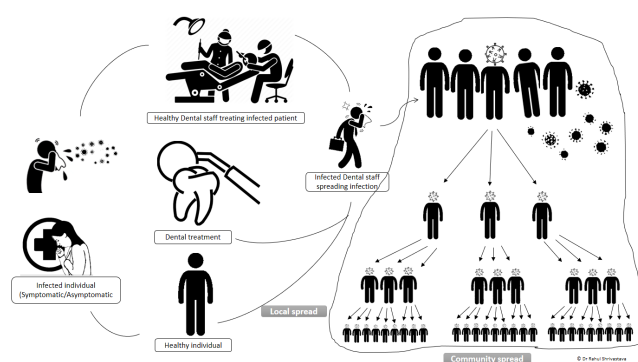 Healthy Dental staff treating infected patient
Infected Dental staff
spreading infection
Dental treatment
Infected individual
(Symptomatic/Asymptomatic
Local spread
Healthy individual
Community spread
© Dr Rahul Shrivastava